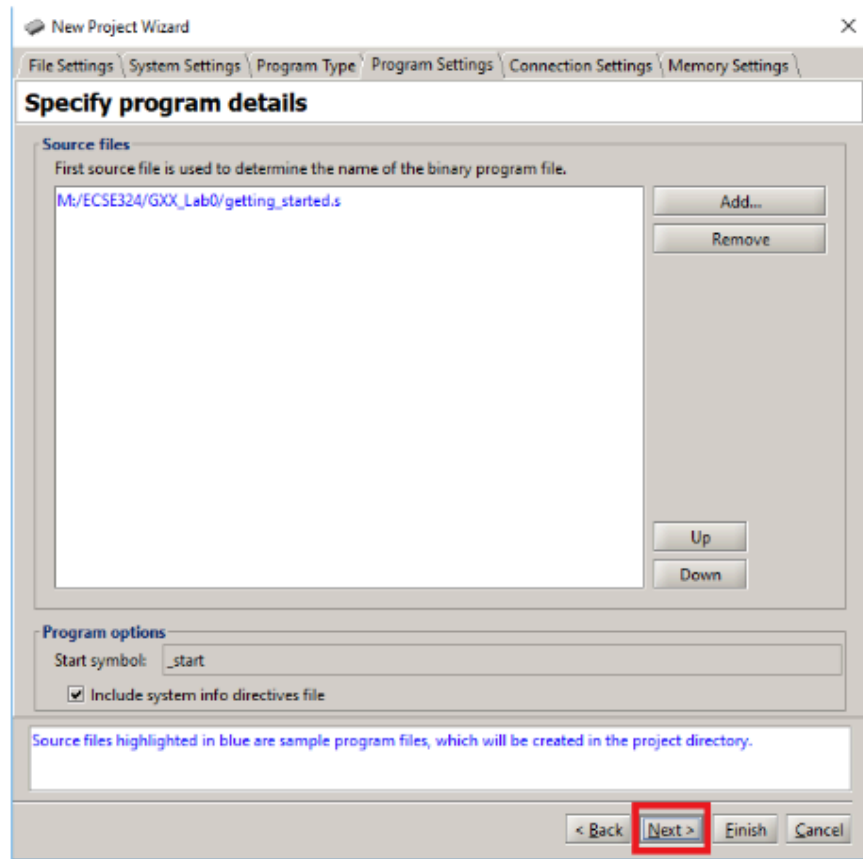 New Project Wizard
File Settings System Settings Program Type Program Settings Connection Settings Memory Settings
Specify program details
Source files
First source file is used to determine the name of the binary program file.
M:/ECSE324/GXX_Lab0/getting_started.s
Add...
Remove
Up
Down
Program options
Start symbol: _start
Include system info directives file
Source files highlighted in blue are sample program files, which will be created in the project directory.
< Back Next > Finish Cancel